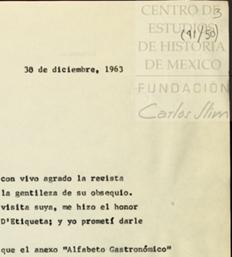 CENTRO DE
ESTUDIOS
DE HISTORIA
DE MEXICO
FUNDACIÓN
Carlos Slim
3
(41/50)
30 de diciembre, 1963
con vivo agrado la revista
la gentileza de su obsequio.
visita suya, me hizo el honor
D'Etiqueta; y yo prometí darle
que el anexo "Alfabeto Gastronómico"